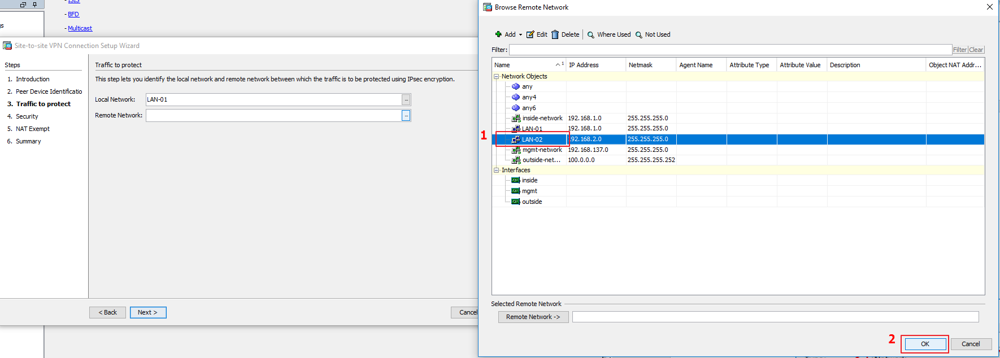 - ISIS
- BFD
- Multicast
Site-to-site VPN Connection Setup Wizard
Steps
1. Introduction
2. Peer Device Identificatio
3. Traffic to protect
4. Security
5. NAT Exempt
6. Summary
Traffic to protect
This step lets you identify the local network and remote network between which the traffic is to be protected using IPsec encryption.
Local Network: LAN-01 ...
Remote Network: ...
< Back Next > Cancel
Browse Remote Network
Add Edit Delete Where Used Not Used
Filter: Filter Clear
Name 1 IP Address Netmask Agent Name Attribute Type Attribute Value Description Object NAT Addr...
Network Objects
any
any4
any6
inside-network 192.168.1.0 255.255.255.0
LAN-01 192.168.1.0 255.255.255.0
1 LAN-02 192.168.2.0 255.255.255.0
mgmt-network 192.168.137.0 255.255.255.0
outside-net... 100.0.0.0 255.255.255.252
Interfaces
inside
mgmt
outside
Selected Remote Network
Remote Network ->
2 OK Cancel